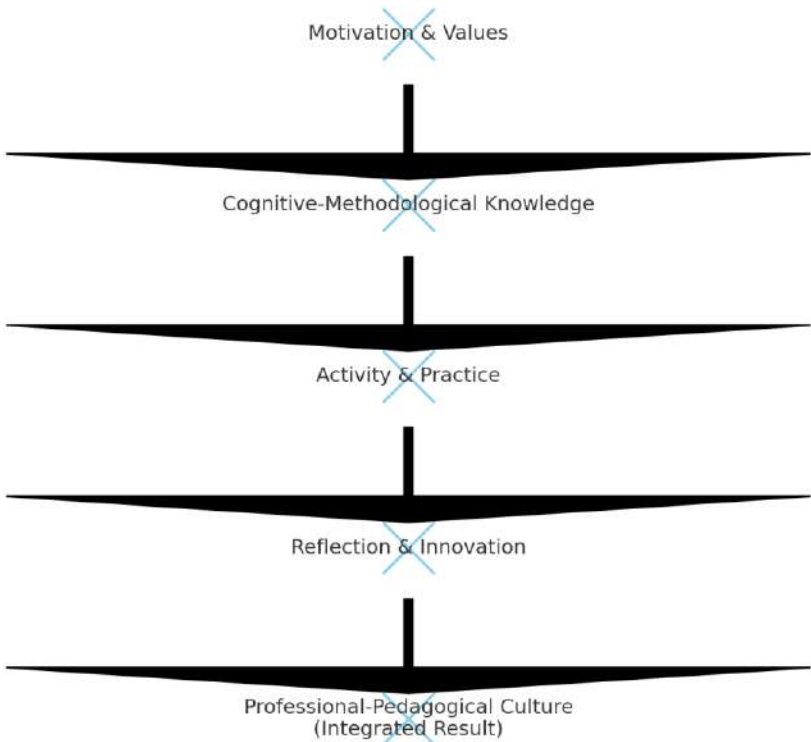 Motivation & Values
Cognitive-Methodological Knowledge
Activity & Practice
Reflection & Innovation
Professional-Pedagogical Culture
(Integrated Result)